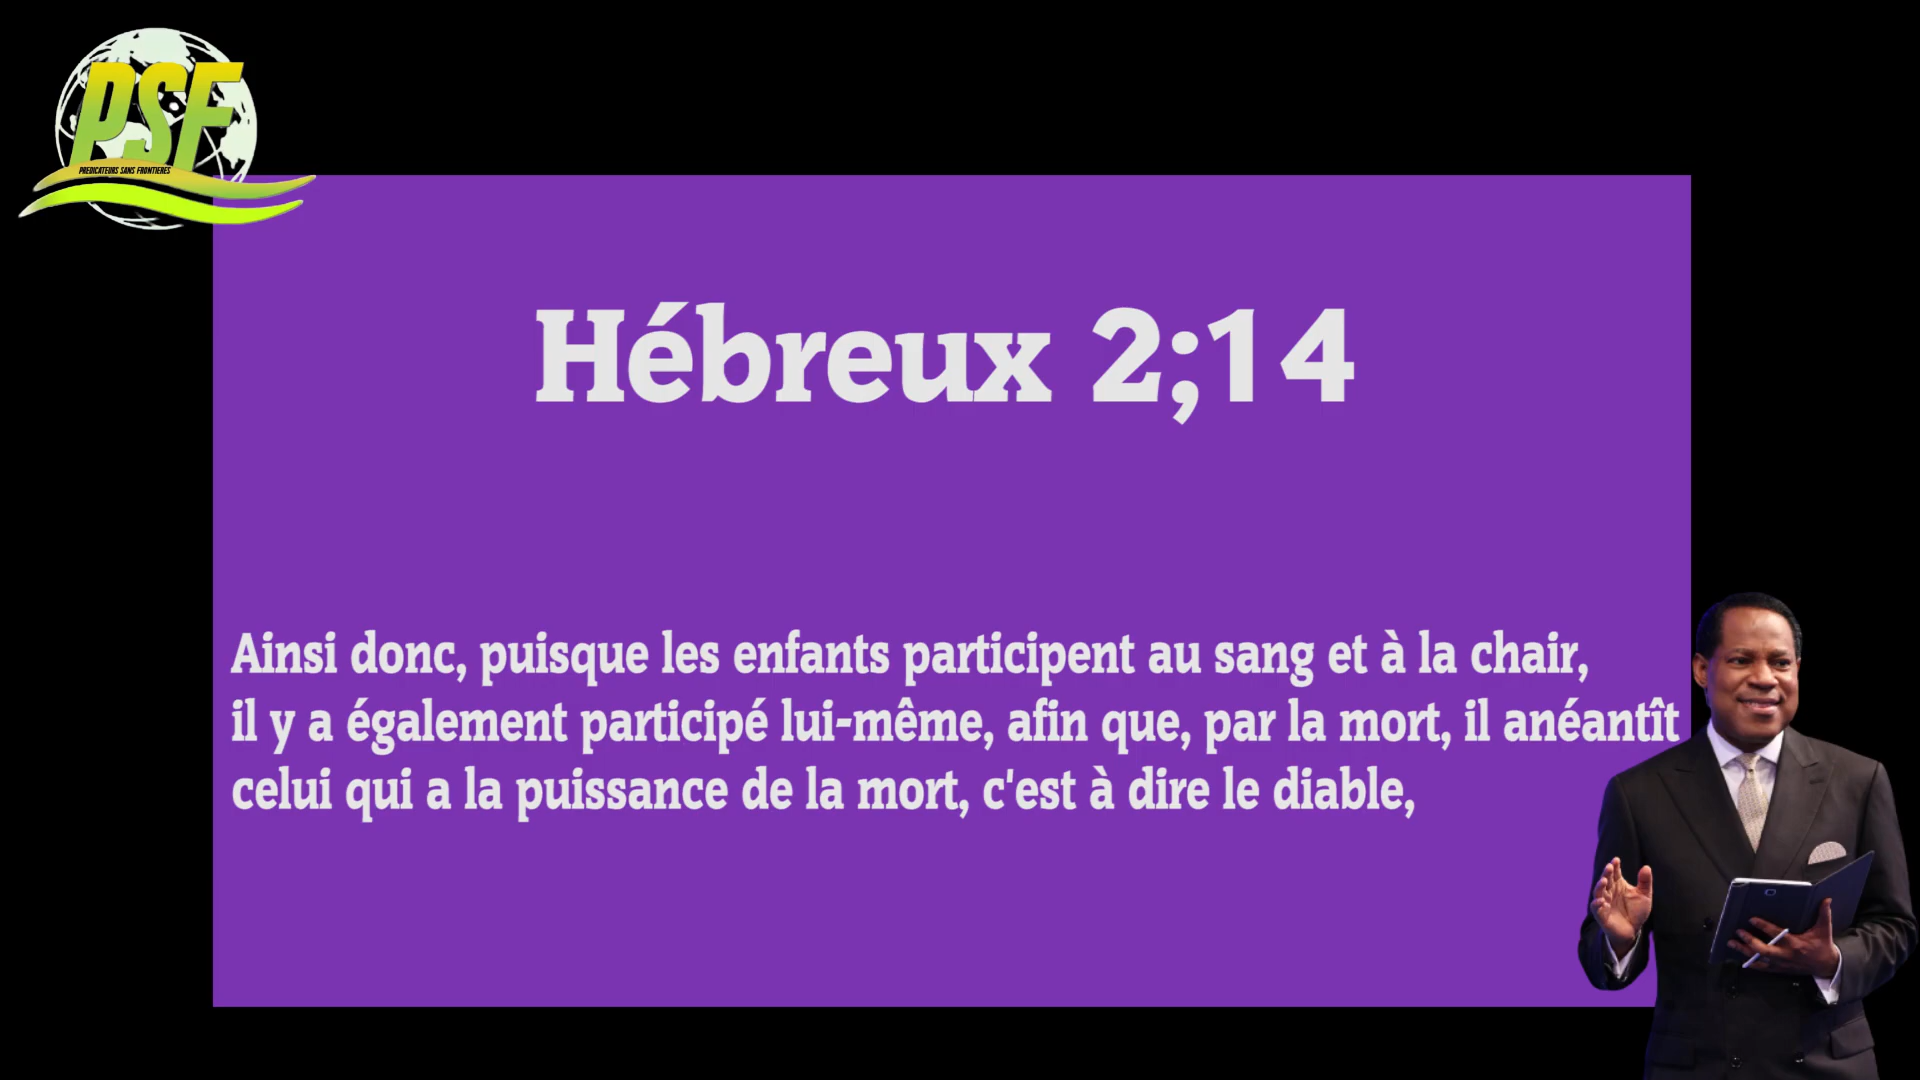 PSF
PREDICATEURS SANS FRONTIERES
Hébreux 2;14
Ainsi donc, puisque les enfants participent au sang et à la chair,
il y a également participé lui-même, afin que, par la mort, il anéantît
celui qui a la puissance de la mort, c'est à dire le diable,